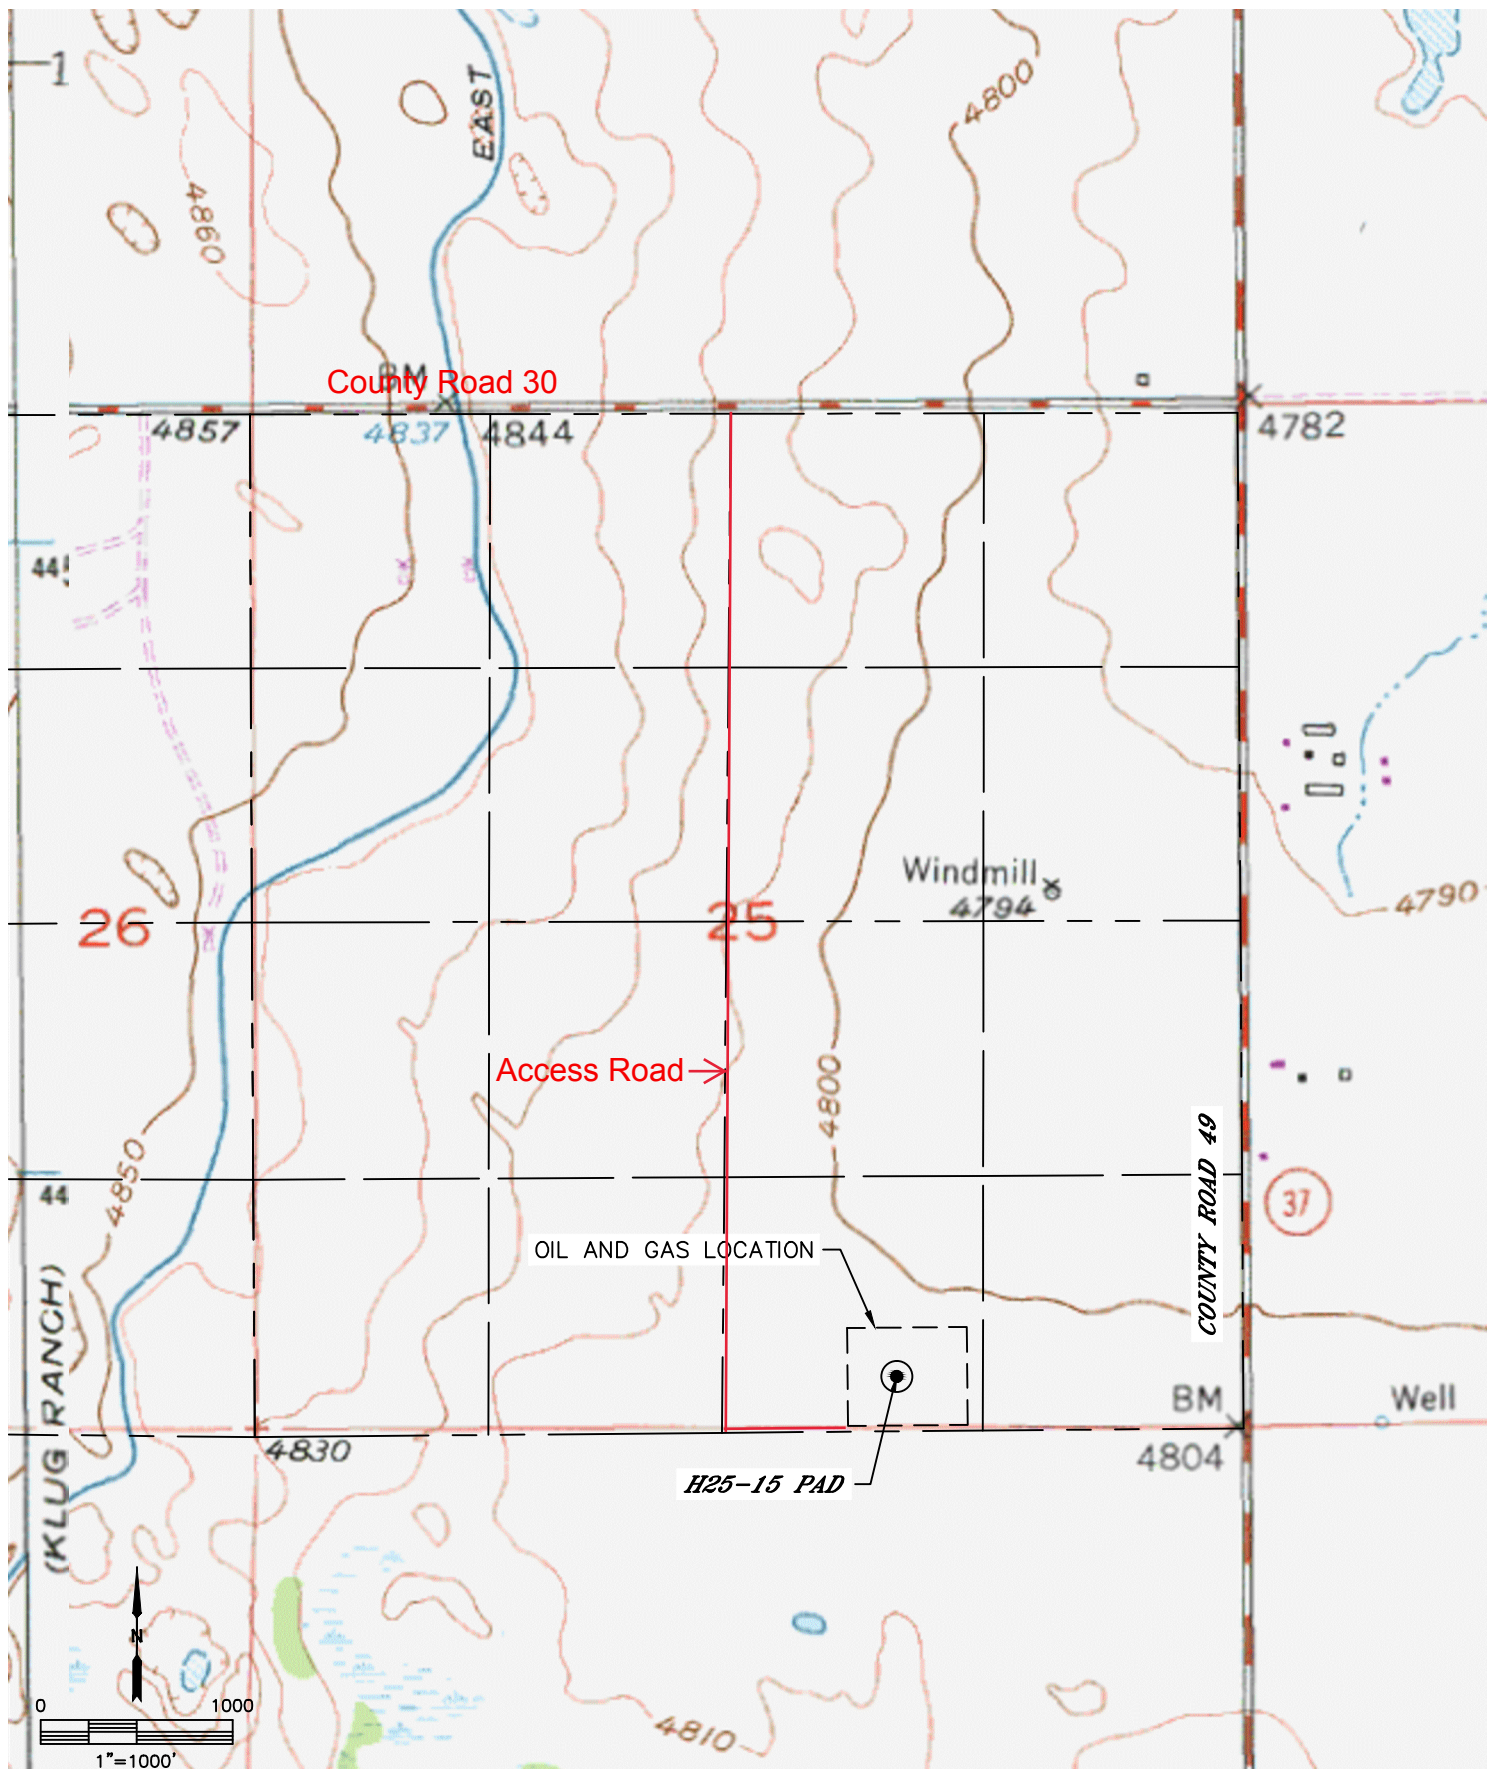 1
EAST
4800
4860
BM
County Road 30
4857
4837
4844
4782
445
Windmill
4794
4790
26
25
Access Road
4800
4850
44
COUNTY ROAD 49
37
OIL AND GAS LOCATION
(KLUG RANCH)
BM
Well
4830
4804
H25-15 PAD
N
0
1000
1"=1000'
4810